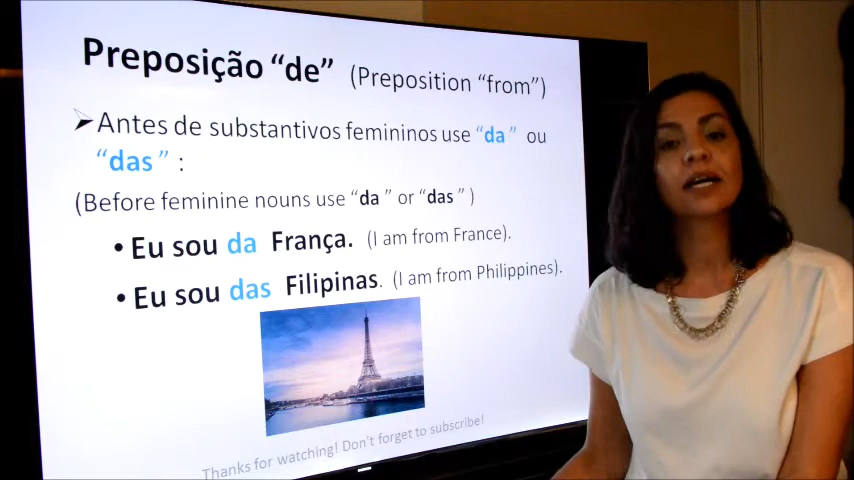 Preposição “de” (Preposition “from”)
➢Antes de substantivos femininos use “da ” ou
“das ” :
(Before feminine nouns use “da ” or “das ” )
• Eu sou da França. (I am from France).
• Eu sou das Filipinas. (I am from Philippines).
Thanks for watching! Don't forget to subscribe!